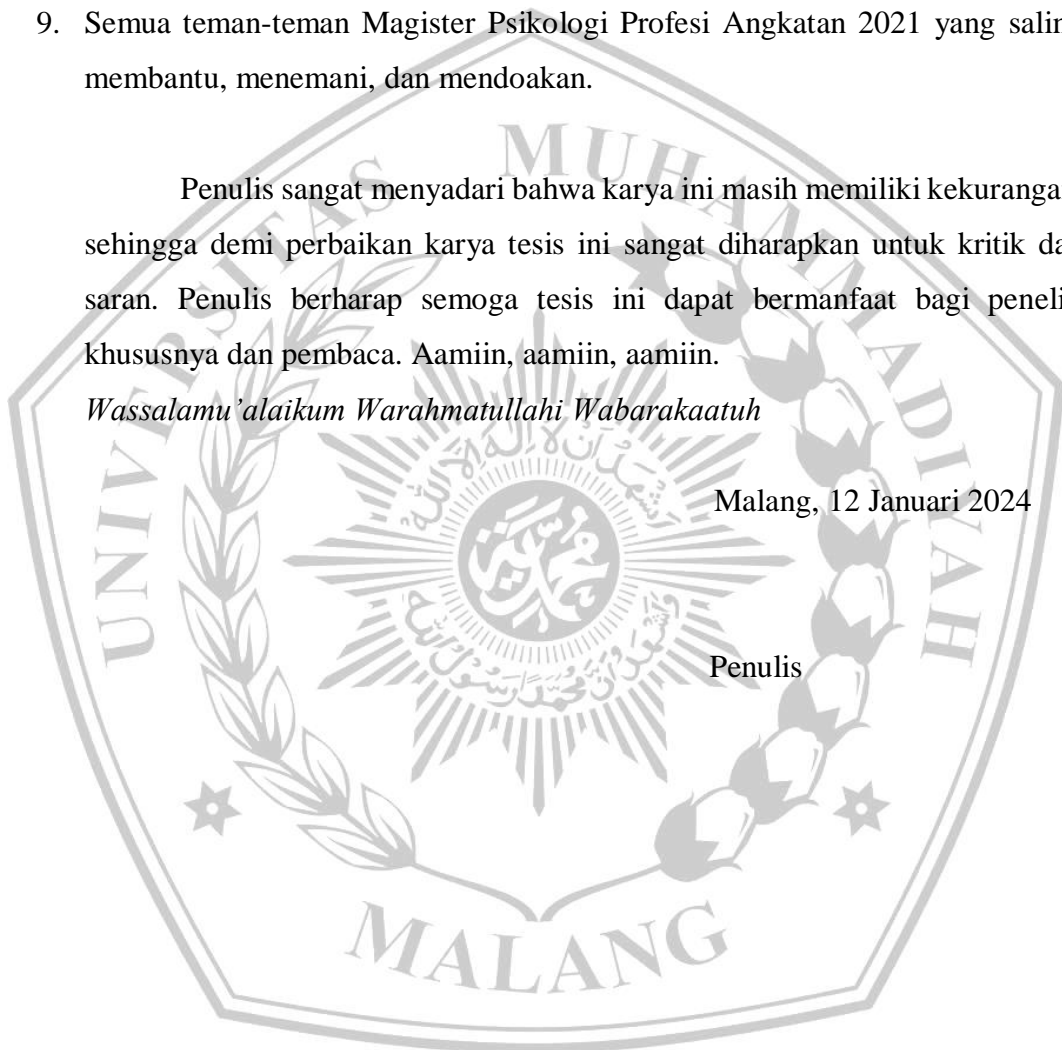 9. Semua teman-teman Magister Psikologi Profesi Angkatan 2021 yang salin
membantu, menemani, dan mendoakan.
Penulis sangat menyadari bahwa karya ini masih memiliki kekuranga
sehingga demi perbaikan karya tesis ini sangat diharapkan untuk kritik da
saran. Penulis berharap semoga tesis ini dapat bermanfaat bagi peneli
khususnya dan pembaca. Aamiin, aamiin, aamiin.
Wassalamu’alaikum Warahmatullahi Wabarakaatuh
Malang, 12 Januari 2024
Penulis
UNIVERSITAS MUHAMMADIYAH
MALANG